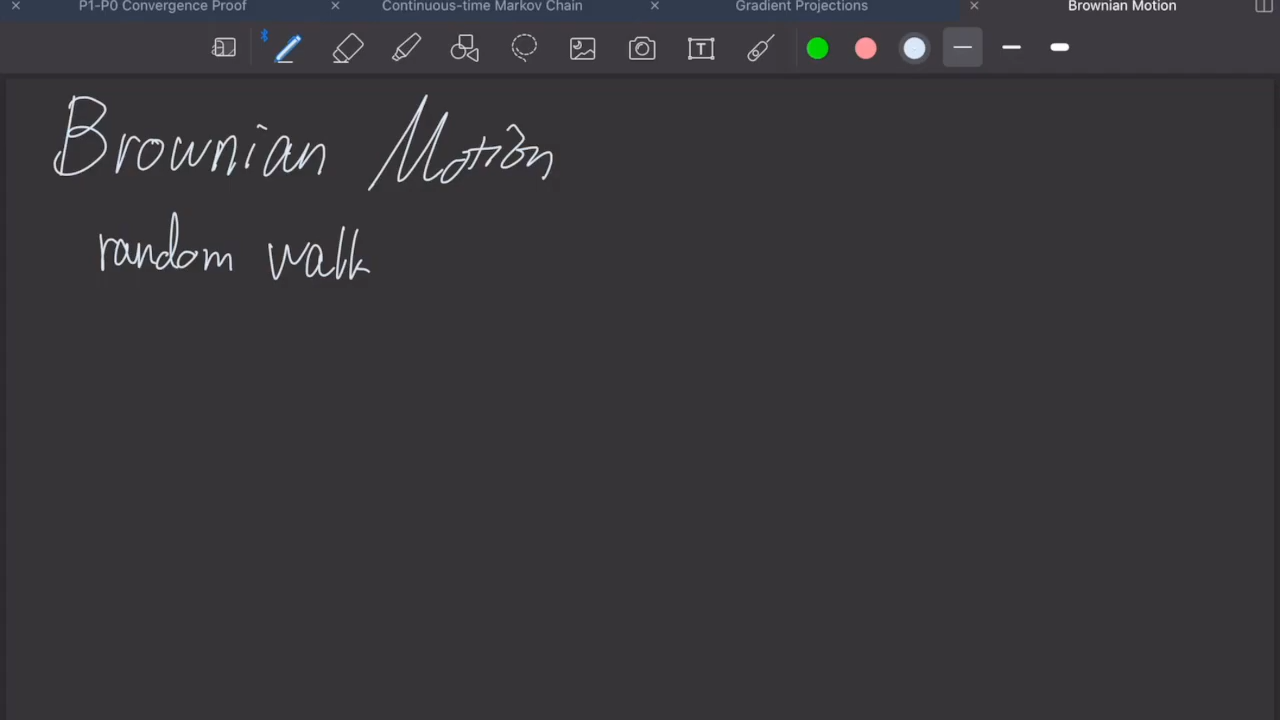 P1-P0 Convergence Proof Continuous-time Markov Chain Gradient Projections Brownian Motion
T
Brownian Motion
random walk